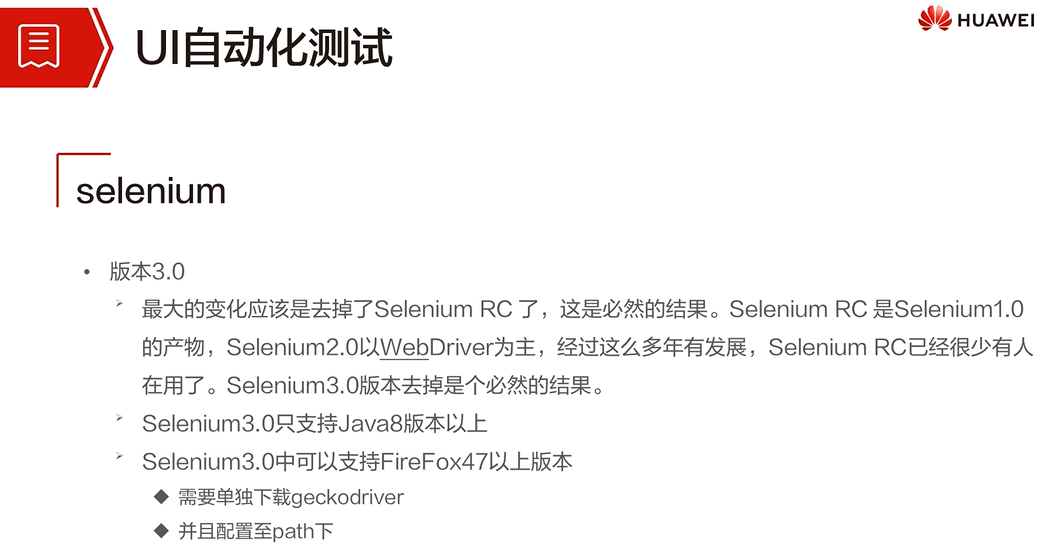 HUAWEI
UI自动化测试
selenium
• 版本3.0
➢ 最大的变化应该是去掉了Selenium RC 了，这是必然的结果。Selenium RC 是Selenium1.0
的产物，Selenium2.0以WebDriver为主，经过这么多年有发展，Selenium RC已经很少有人
在用了。Selenium3.0版本去掉是个必然的结果。
➢ Selenium3.0只支持Java8版本以上
➢ Selenium3.0中可以支持FireFox47以上版本
◆ 需要单独下载geckodriver
◆ 并且配置至path下